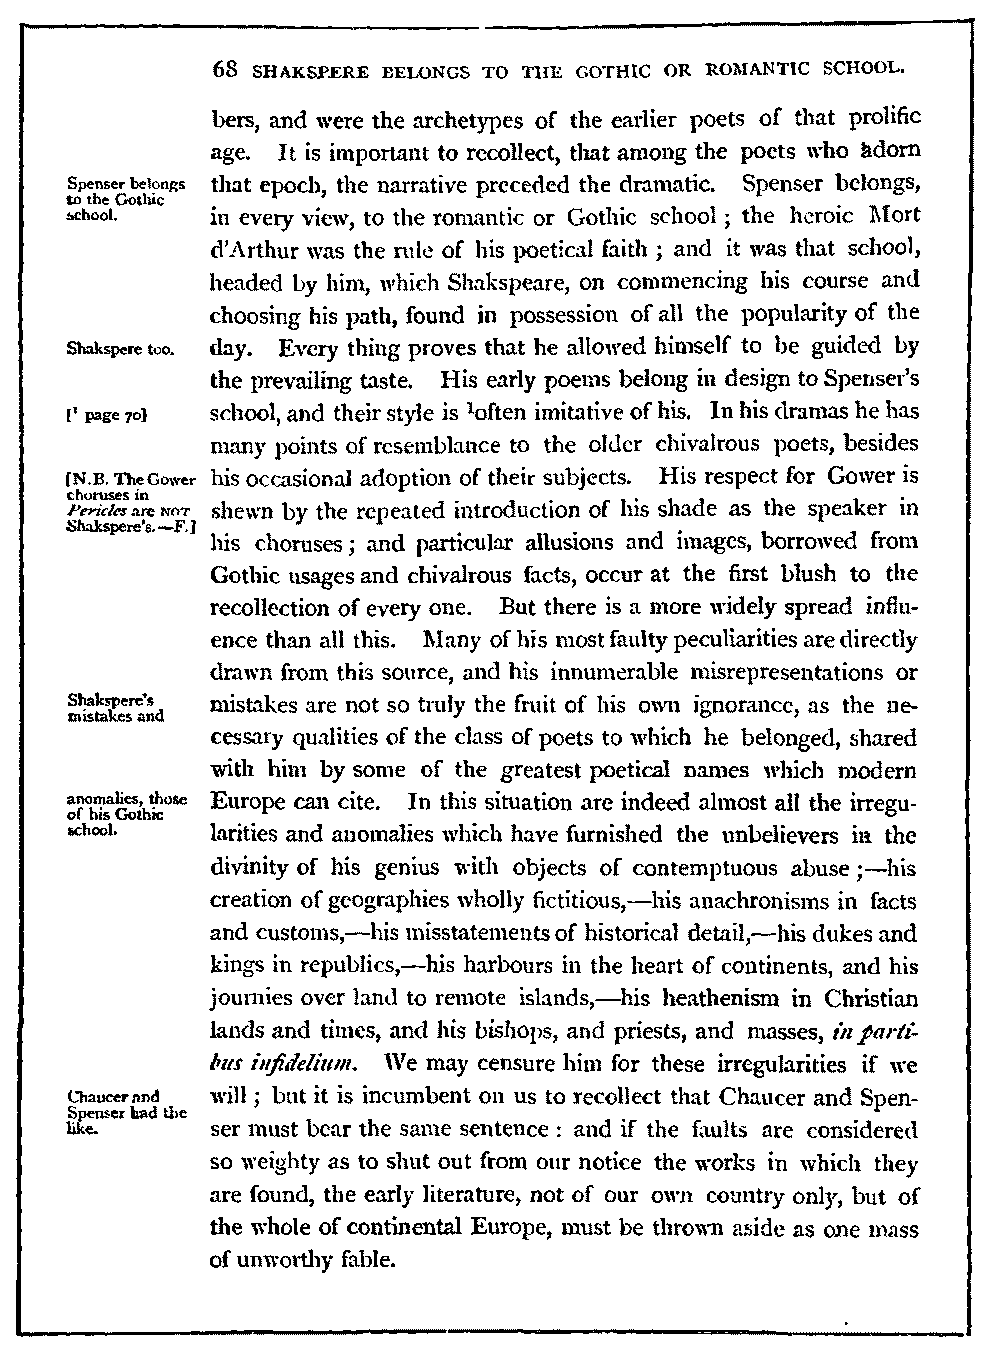 68 SHAKSPERE BELONGS TO THE GOTHIC OR ROMANTIC SCHOOL.
bers, and were the archetypes of the earlier poets of that prolific
age. It is important to recollect, that among the poets who adorn
Spenser belongs
to the Gothic
school.
that epoch, the narrative preceded the dramatic. Spenser belongs,
in every view, to the romantic or Gothic school ; the heroic Mort
d'Arthur was the rule of his poetical faith ; and it was that school,
headed by him, which Shakspeare, on commencing his course and
choosing his path, found in possession of all the popularity of the
Shakspere too.
day. Every thing proves that he allowed himself to be guided by
the prevailing taste. His early poems belong in design to Spenser's
[¹ page 70]
school, and their style is ¹often imitative of his. In his dramas he has
many points of resemblance to the older chivalrous poets, besides
[N.B. The Gower
choruses in
Pericles are NOT
Shakspere's.—F.]
his occasional adoption of their subjects. His respect for Gower is
shewn by the repeated introduction of his shade as the speaker in
his choruses ; and particular allusions and images, borrowed from
Gothic usages and chivalrous facts, occur at the first blush to the
recollection of every one. But there is a more widely spread influ-
ence than all this. Many of his most faulty peculiarities are directly
drawn from this source, and his innumerable misrepresentations or
Shakspere's
mistakes and
mistakes are not so truly the fruit of his own ignorance, as the ne-
cessary qualities of the class of poets to which he belonged, shared
with him by some of the greatest poetical names which modern
anomalies, those
of his Gothic
school.
Europe can cite. In this situation are indeed almost all the irregu-
larities and anomalies which have furnished the unbelievers in the
divinity of his genius with objects of contemptuous abuse ;—his
creation of geographies wholly fictitious,—his anachronisms in facts
and customs,—his misstatements of historical detail,—his dukes and
kings in republics,—his harbours in the heart of continents, and his
journies over land to remote islands,—his heathenism in Christian
lands and times, and his bishops, and priests, and masses, in parti-
bus infidelium. We may censure him for these irregularities if we
Chaucer and
Spenser had the
like.
will ; but it is incumbent on us to recollect that Chaucer and Spen-
ser must bear the same sentence : and if the faults are considered
so weighty as to shut out from our notice the works in which they
are found, the early literature, not of our own country only, but of
the whole of continental Europe, must be thrown aside as one mass
of unworthy fable.